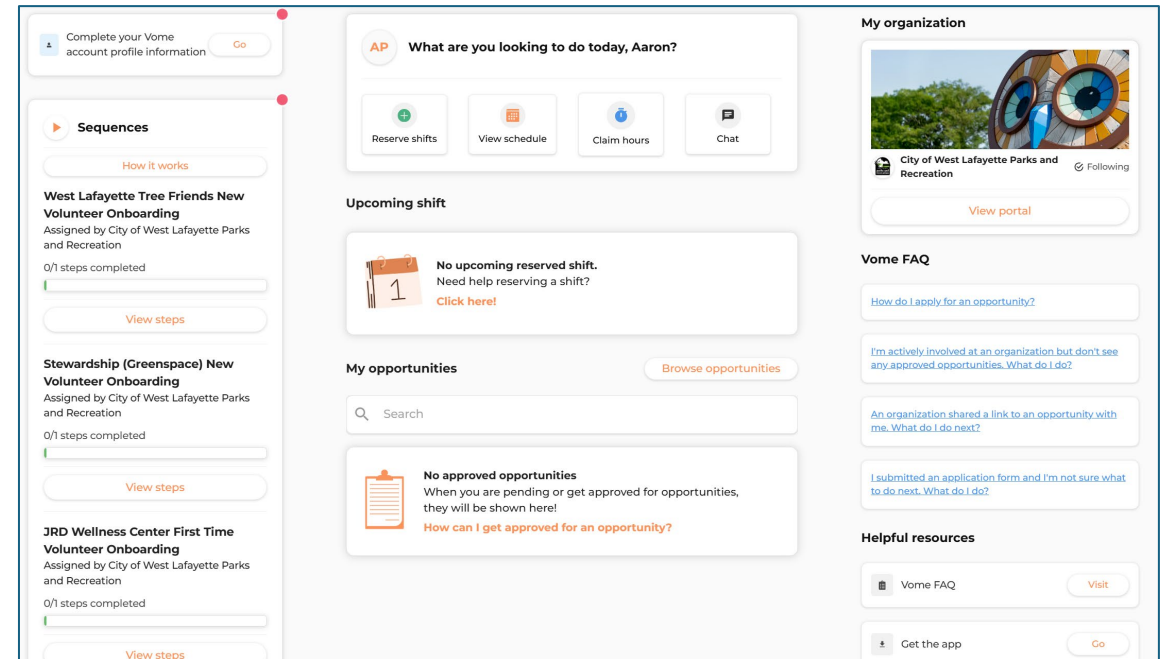 Complete your Vome
account profile information
Go
Sequences
How it works
West Lafayette Tree Friends New
Volunteer Onboarding
Assigned by City of West Lafayette Parks
and Recreation
0/1 steps completed
View steps
Stewardship (Greenspace) New
Volunteer Onboarding
Assigned by City of West Lafayette Parks
and Recreation
0/1 steps completed
View steps
JRD Wellness Center First Time
Volunteer Onboarding
Assigned by City of West Lafayette Parks
and Recreation
0/1 steps completed
View steps
AP What are you looking to do today, Aaron?
Reserve shifts
View schedule
Claim hours
Chat
Upcoming shift
1
No upcoming reserved shift.
Need help reserving a shift?
Click here!
My opportunities
Browse opportunities
Search
No approved opportunities
When you are pending or get approved for opportunities,
they will be shown here!
How can I get approved for an opportunity?
My organization
City of West Lafayette Parks and
Recreation
Following
View portal
Vome FAQ
How do I apply for an opportunity?
I'm actively involved at an organization but don't see
any approved opportunities. What do I do?
An organization shared a link to an opportunity with
me. What do I do next?
I submitted an application form and I'm not sure what
to do next. What do I do?
Helpful resources
Vome FAQ
Visit
Get the app
Go